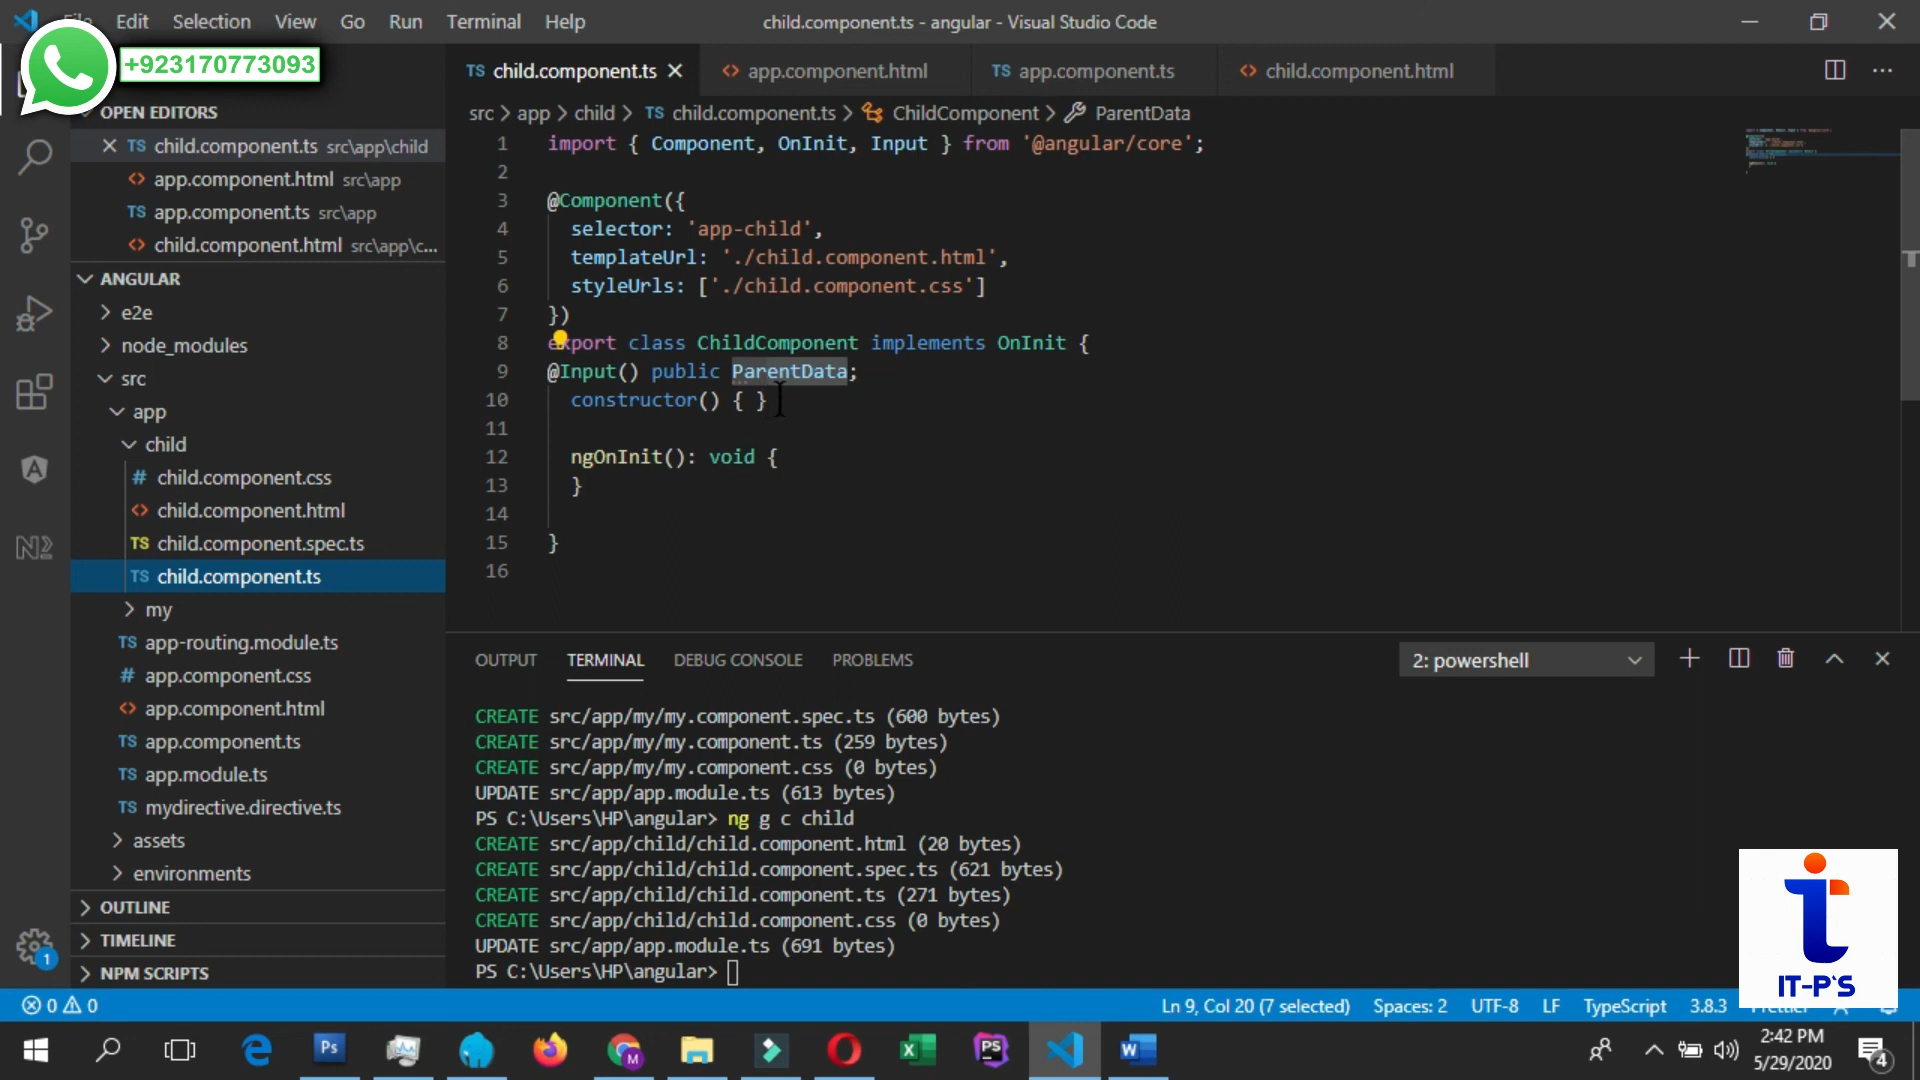 Edit Selection View Go Run Terminal Help child.component.ts - angular - Visual Studio Code
+923170773093
TS child.component.ts app.component.html TS app.component.ts child.component.html
OPEN EDITORS
TS child.component.ts src\app\child
app.component.html src\app
TS app.component.ts src\app
child.component.html src\app\c...
ANGULAR
e2e
node_modules
src
app
child
# child.component.css
child.component.html
TS child.component.spec.ts
TS child.component.ts
my
TS app-routing.module.ts
# app.component.css
app.component.html
TS app.component.ts
TS app.module.ts
TS mydirective.directive.ts
assets
environments
OUTLINE
TIMELINE
NPM SCRIPTS
1
src > app > child > TS child.component.ts > ChildComponent > ParentData
1 import { Component, OnInit, Input } from '@angular/core';
2
3 @Component({
4 selector: 'app-child',
5 templateUrl: './child.component.html',
6 styleUrls: ['./child.component.css']
7 })
8 export class ChildComponent implements OnInit {
9 @Input() public ParentData;
10 constructor() { }
11
12 ngOnInit(): void {
13 }
14
15 }
16
OUTPUT TERMINAL DEBUG CONSOLE PROBLEMS 2: powershell
CREATE src/app/my/my.component.spec.ts (600 bytes)
CREATE src/app/my/my.component.ts (259 bytes)
CREATE src/app/my/my.component.css (0 bytes)
UPDATE src/app/app.module.ts (613 bytes)
PS C:\Users\HP\angular> ng g c child
CREATE src/app/child/child.component.html (20 bytes)
CREATE src/app/child/child.component.spec.ts (621 bytes)
CREATE src/app/child/child.component.ts (271 bytes)
CREATE src/app/child/child.component.css (0 bytes)
UPDATE src/app/app.module.ts (691 bytes)
PS C:\Users\HP\angular>
IT-P'S
0 0 Ln 9, Col 20 (7 selected) Spaces: 2 UTF-8 LF TypeScript 3.8.3
2:42 PM
5/29/2020
4